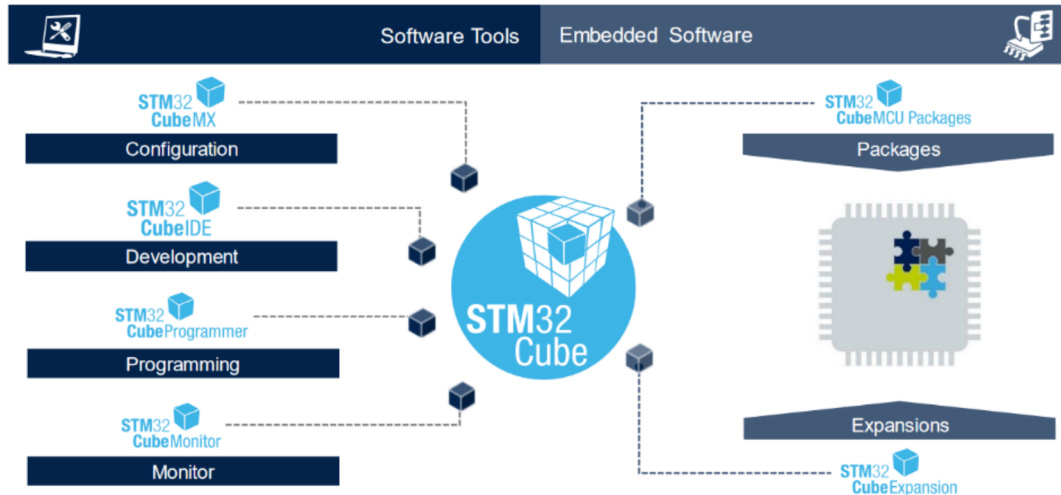 Software Tools
Embedded Software
STM32
CubeMX
Configuration
STM32
CubeIDE
Development
STM32
CubeProgrammer
Programming
STM32
CubeMonitor
Monitor
STM32
Cube
STM32
CubeMCU Packages
Packages
Expansions
STM32
CubeExpansion